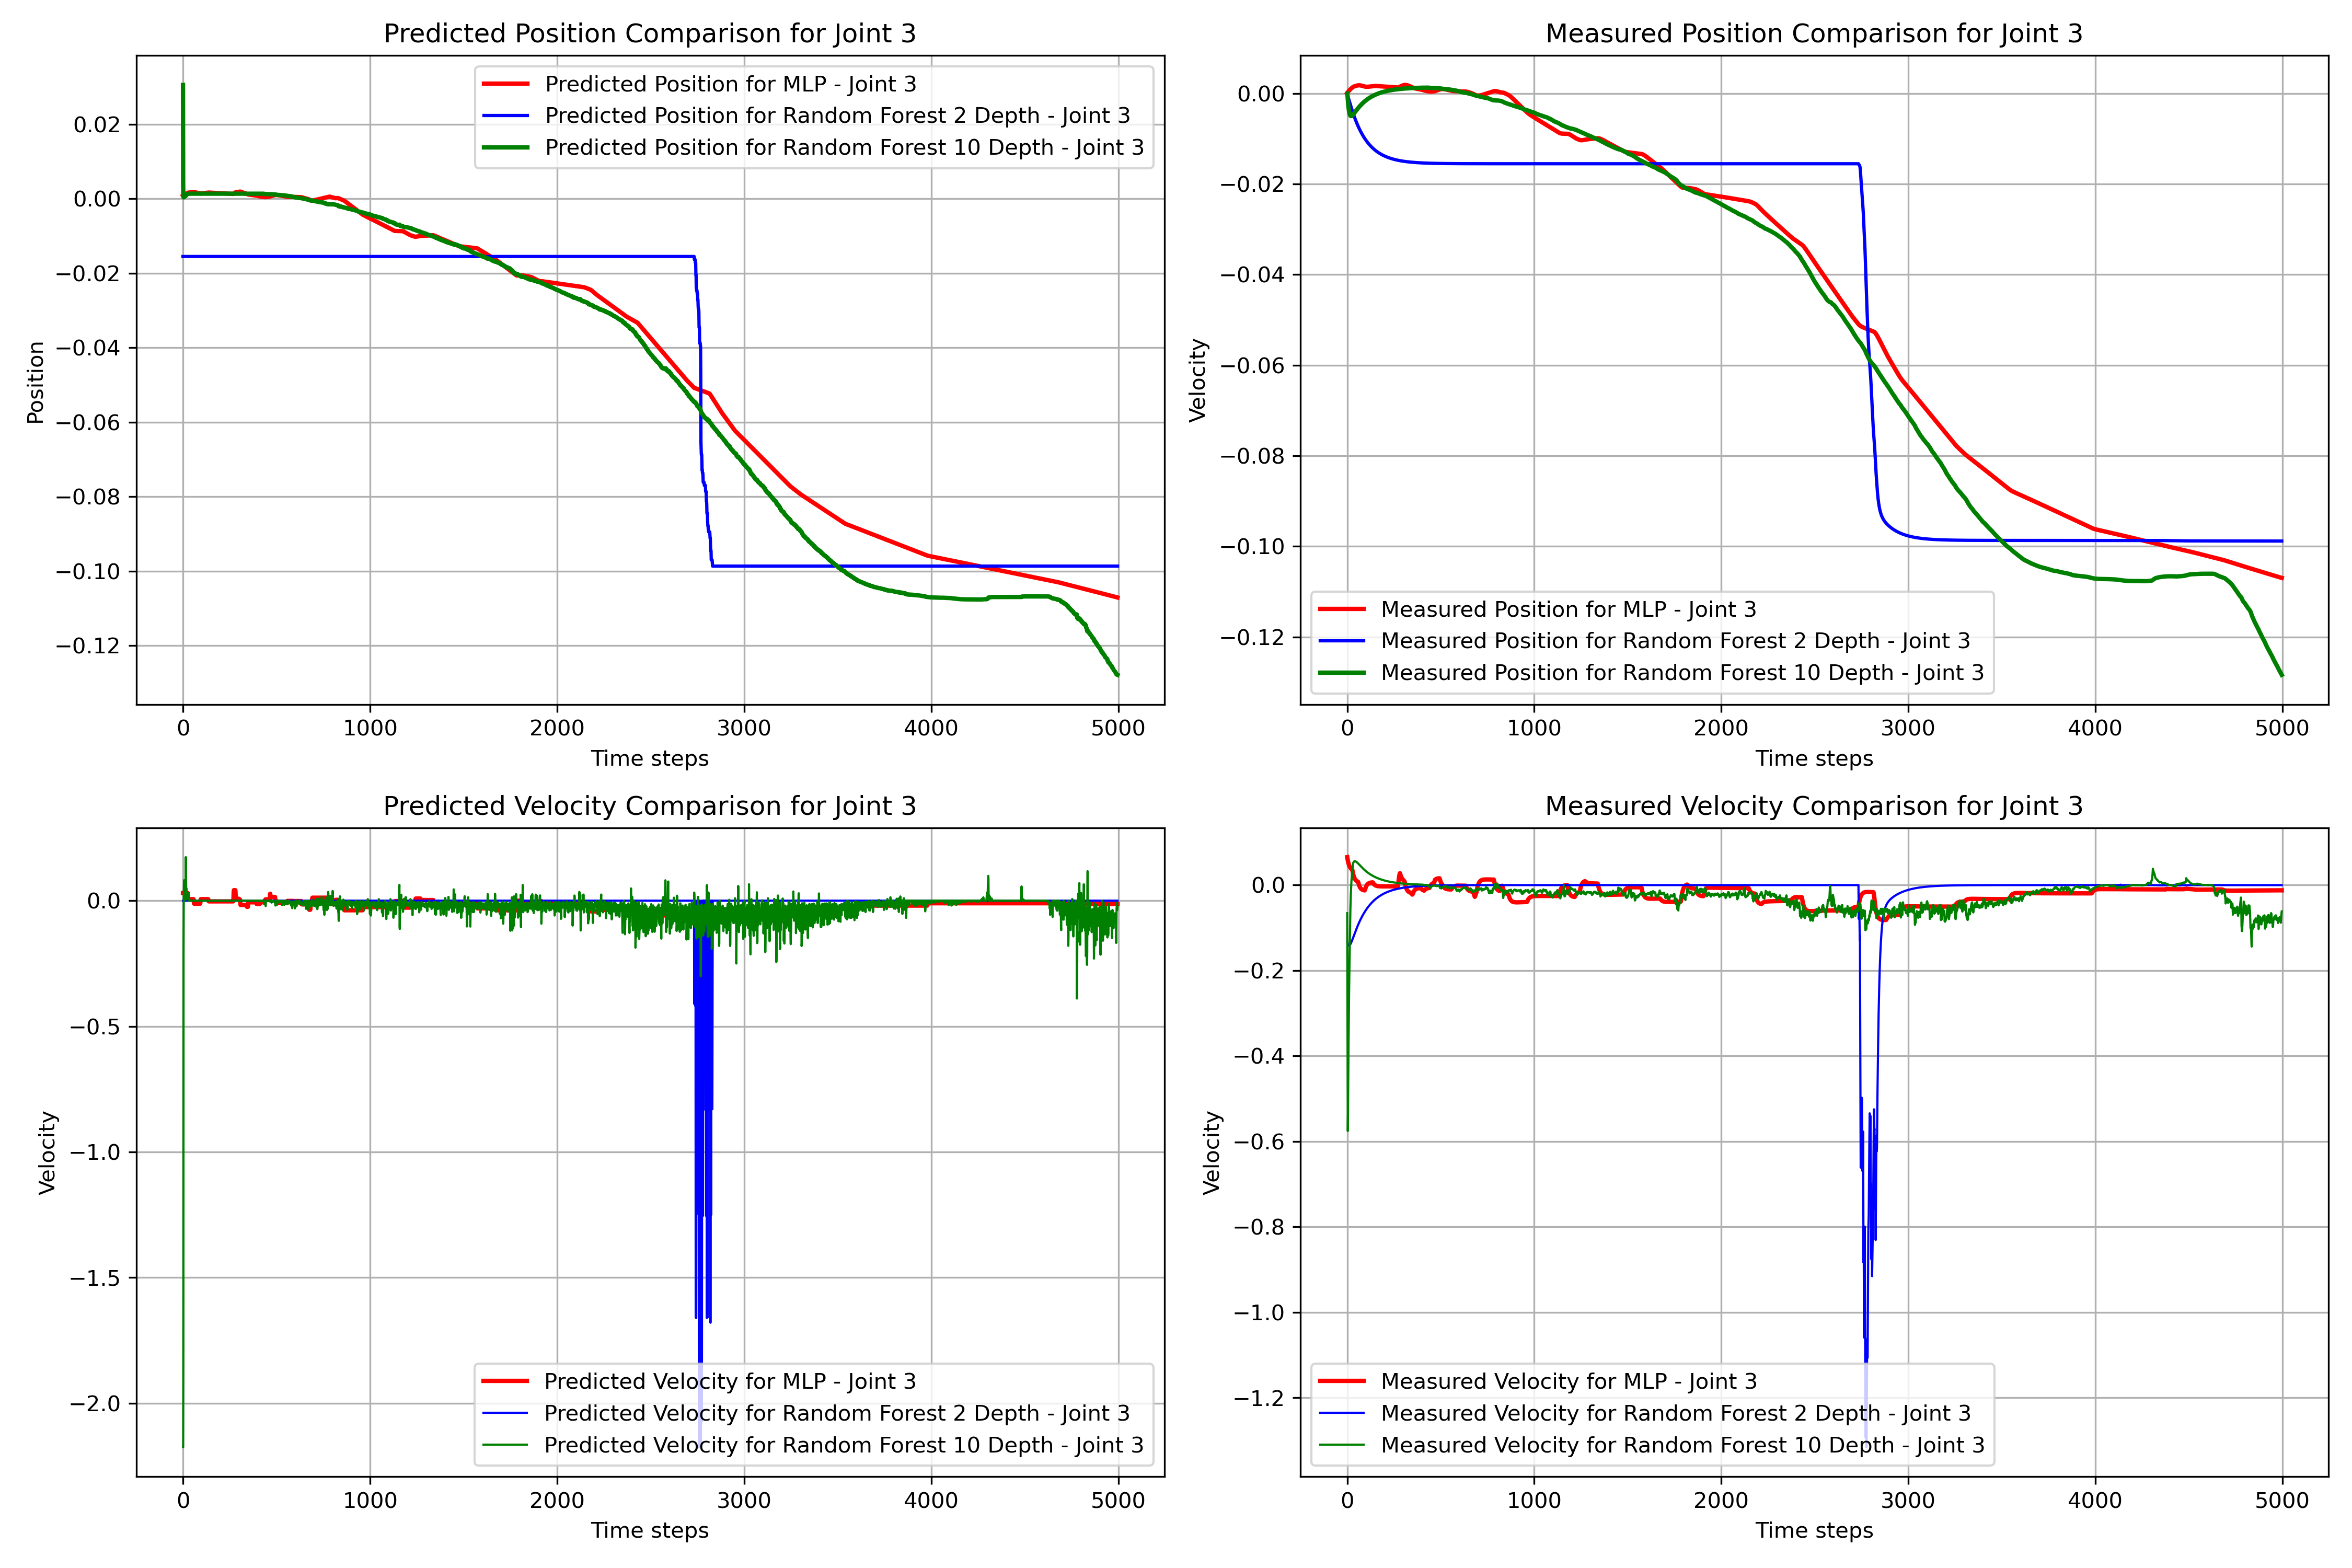 Predicted Position Comparison for Joint 3
Predicted Position for MLP - Joint 3
Predicted Position for Random Forest 2 Depth - Joint 3
Predicted Position for Random Forest 10 Depth - Joint 3
0.02
0.00
−0.02
−0.04
−0.06
−0.08
−0.10
−0.12
Position
0 1000 2000 3000 4000 5000
Time steps
Measured Position Comparison for Joint 3
0.00
−0.02
−0.04
−0.06
−0.08
−0.10
−0.12
Velocity
Measured Position for MLP - Joint 3
Measured Position for Random Forest 2 Depth - Joint 3
Measured Position for Random Forest 10 Depth - Joint 3
0 1000 2000 3000 4000 5000
Time steps
Predicted Velocity Comparison for Joint 3
0.0
−0.5
−1.0
−1.5
−2.0
Velocity
Predicted Velocity for MLP - Joint 3
Predicted Velocity for Random Forest 2 Depth - Joint 3
Predicted Velocity for Random Forest 10 Depth - Joint 3
0 1000 2000 3000 4000 5000
Time steps
Measured Velocity Comparison for Joint 3
0.0
−0.2
−0.4
−0.6
−0.8
−1.0
−1.2
Velocity
Measured Velocity for MLP - Joint 3
Measured Velocity for Random Forest 2 Depth - Joint 3
Measured Velocity for Random Forest 10 Depth - Joint 3
0 1000 2000 3000 4000 5000
Time steps